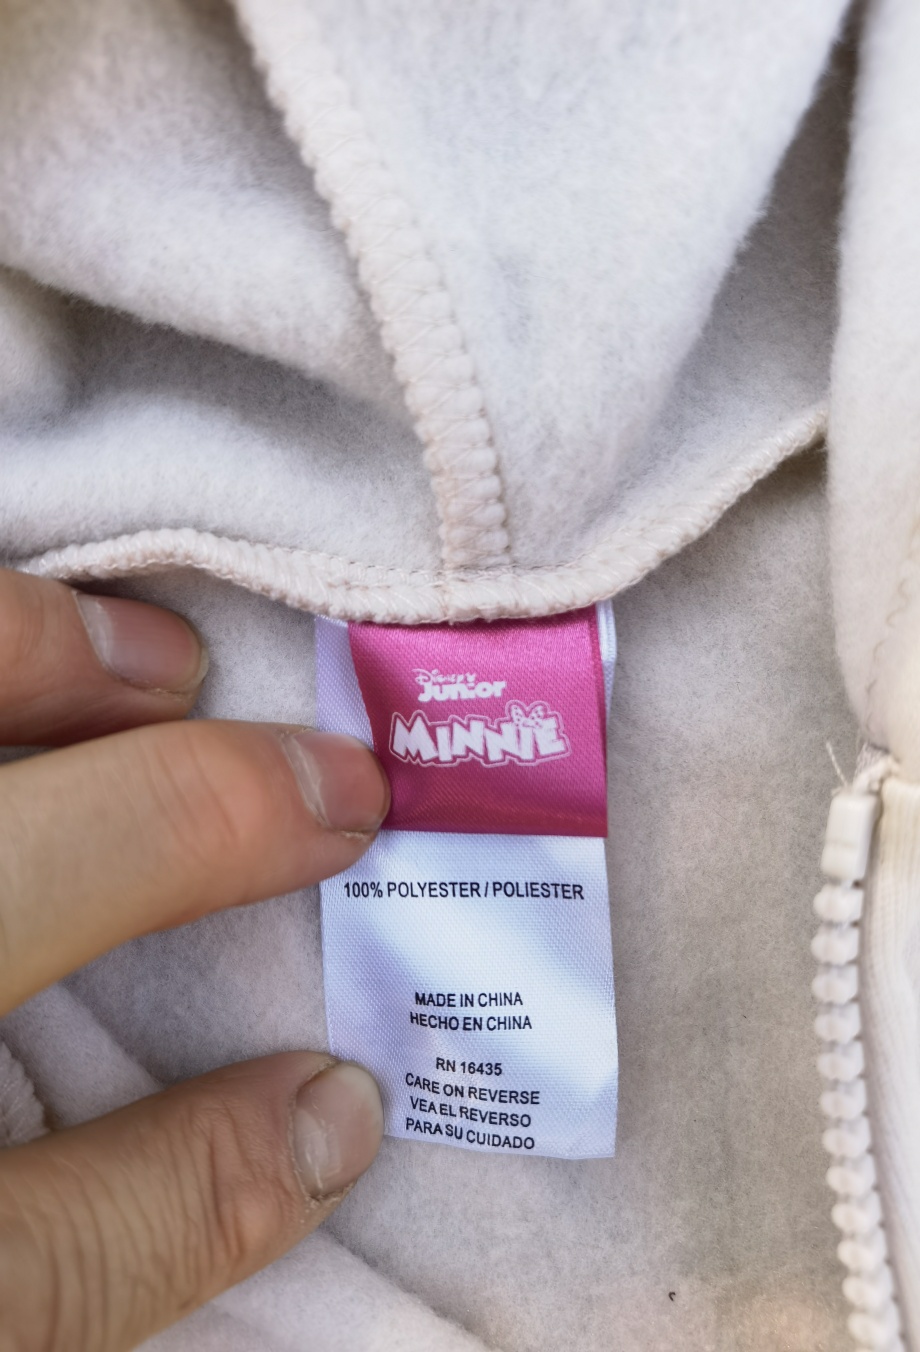 Disney
Junior
MINNIE
100% POLYESTER / POLIESTER
MADE IN CHINA
HECHO EN CHINA
RN 16435
CARE ON REVERSE
VEA EL REVERSO
PARA SU CUIDADO